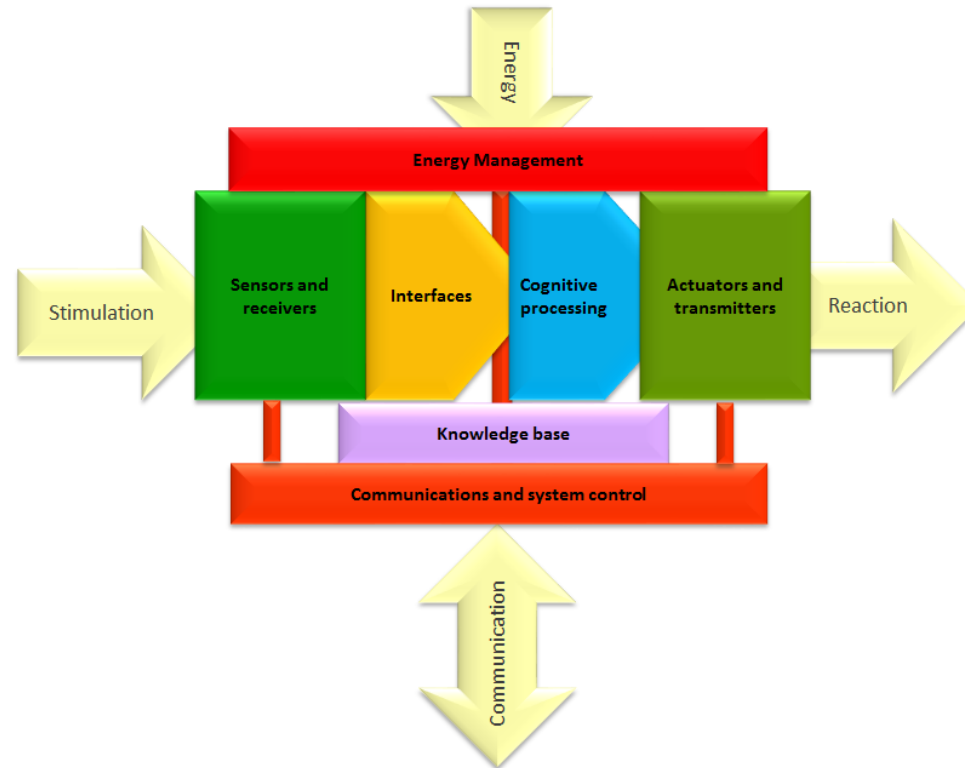 Energy
Energy Management
Stimulation
Sensors and
receivers
Interfaces
Cognitive
processing
Actuators and
transmitters
Reaction
Knowledge base
Communications and system control
Communication